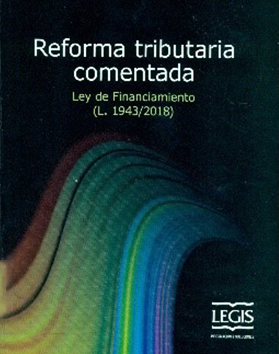 Reforma tributaria
comentada
Ley de Financiamiento
(L. 1943/2018)
LEGIS